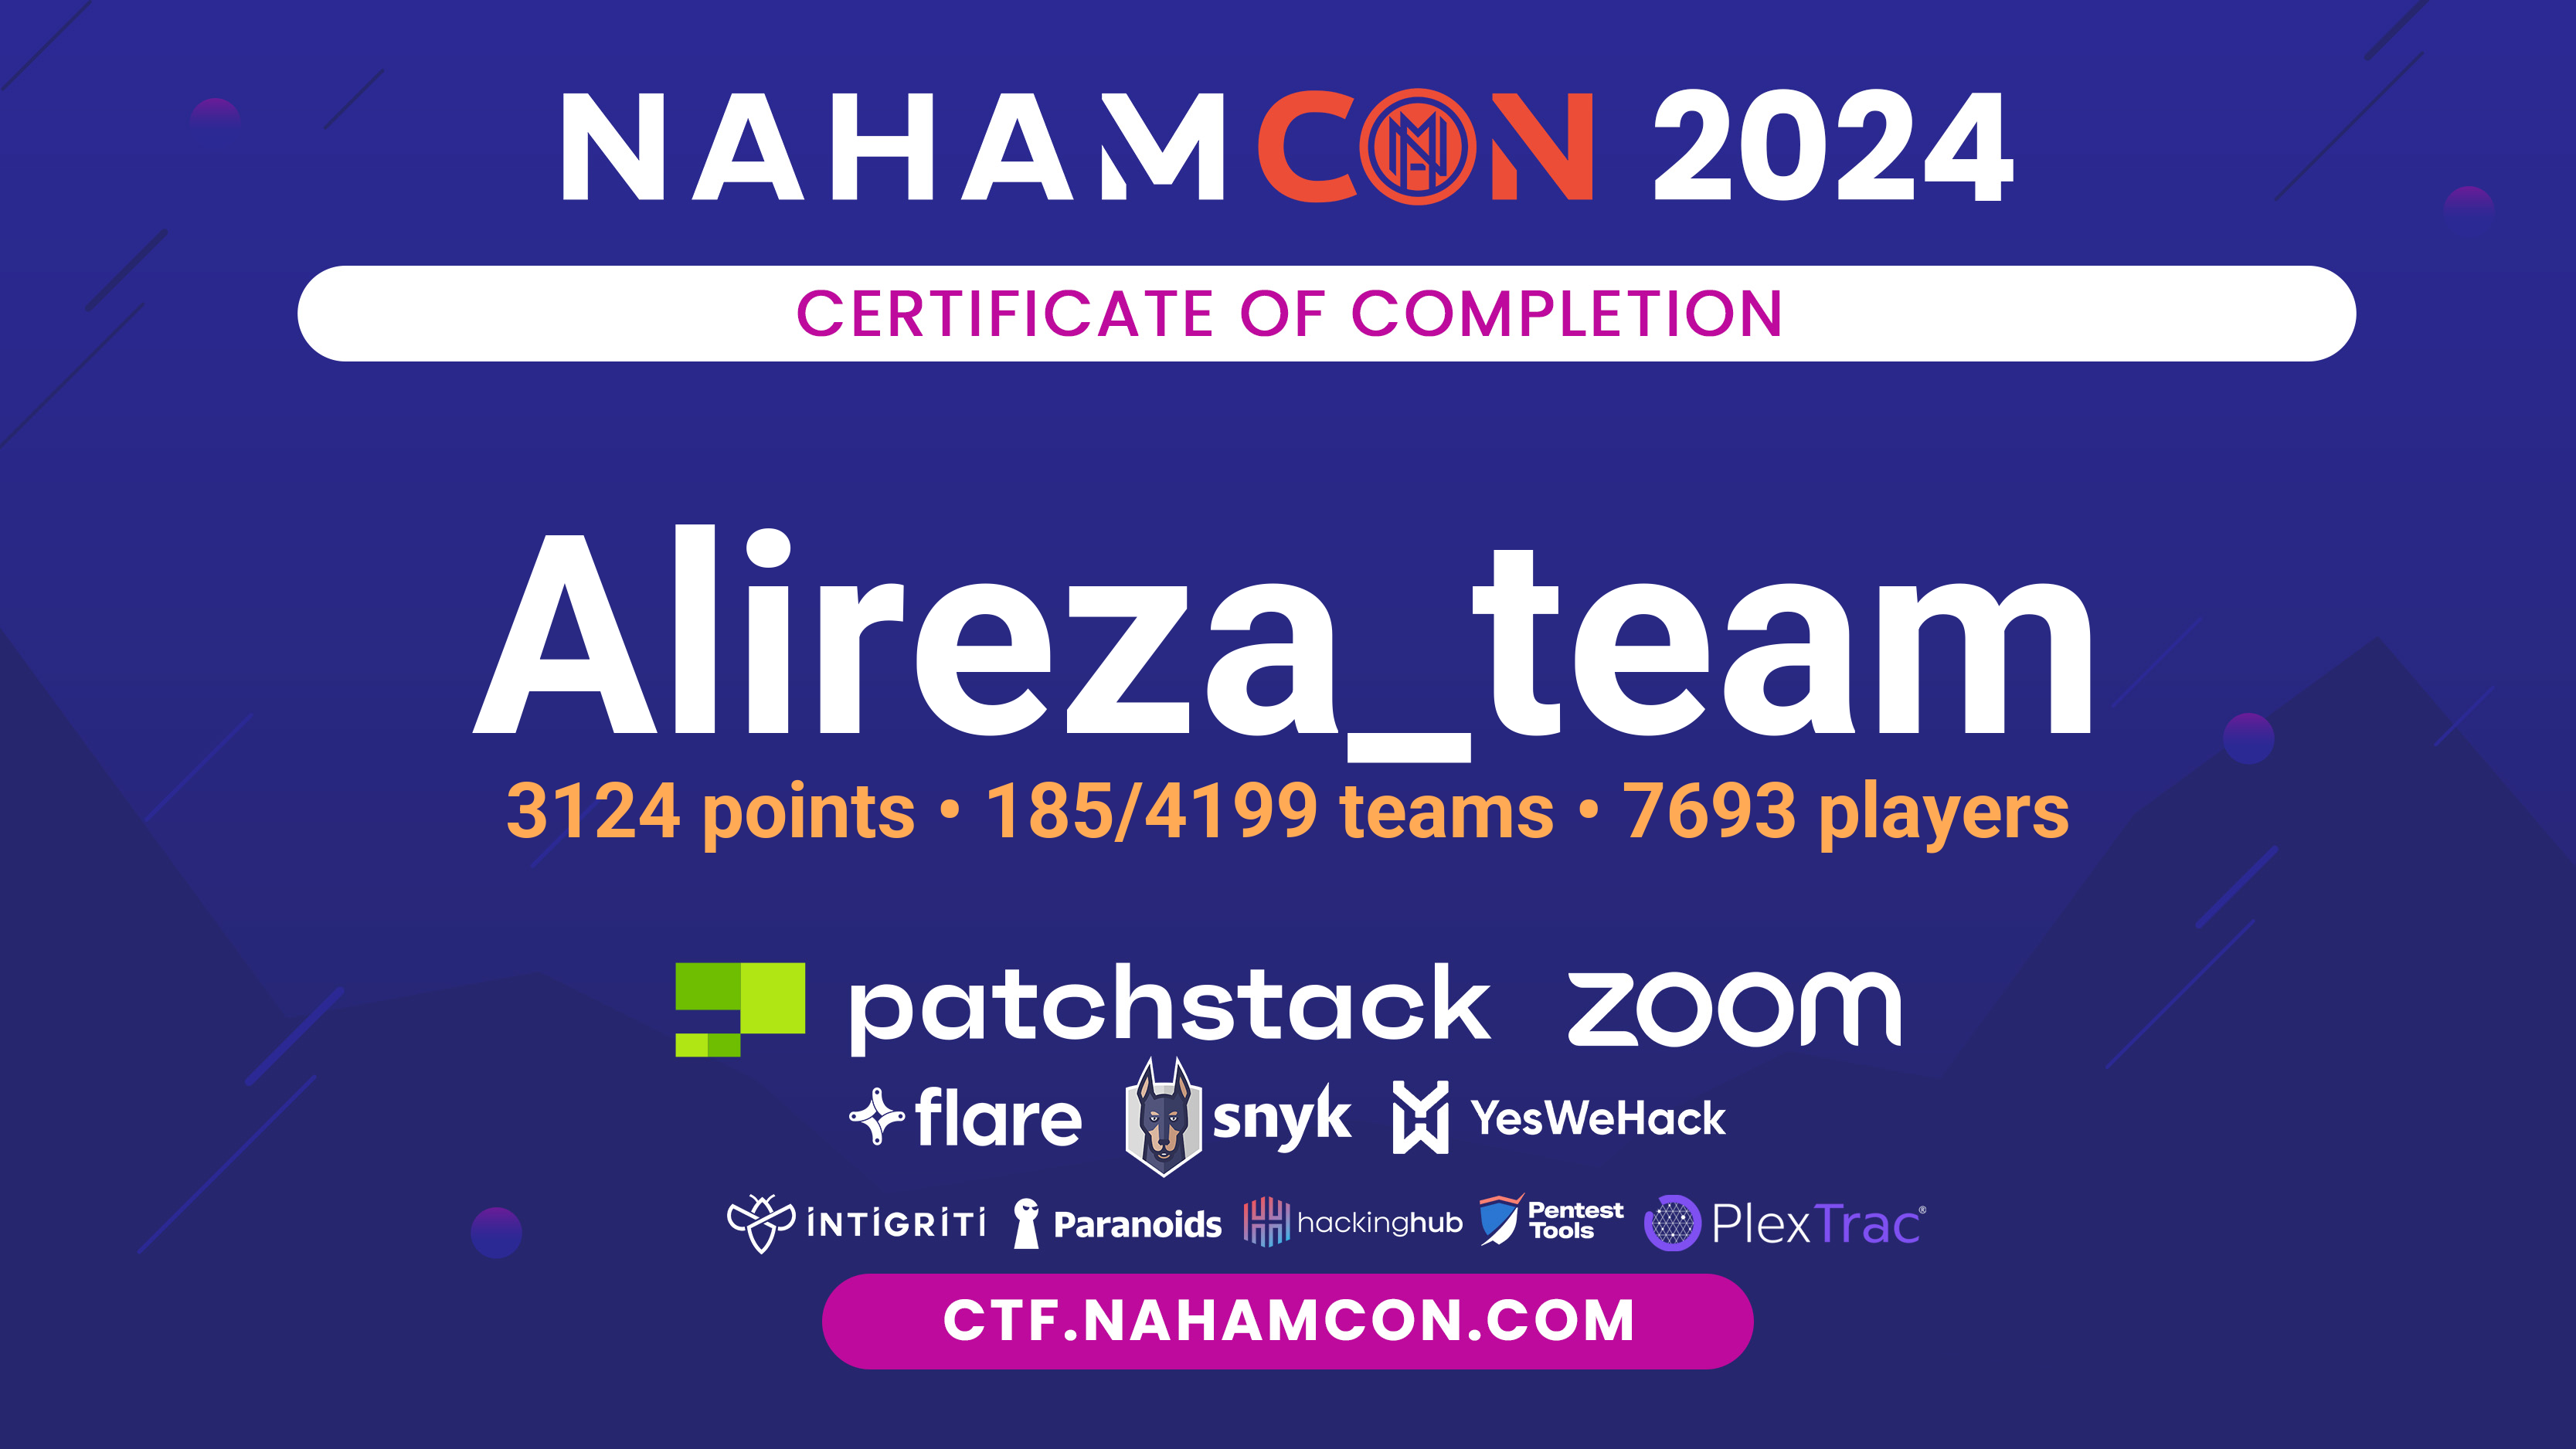 NAHAMCON 2024
CERTIFICATE OF COMPLETION
Alireza_team
3124 points • 185/4199 teams • 7693 players
patchstack zoom
flare snyk YesWeHack
INTIGRITI Paranoids hackinghub Pentest Tools PlexTrac®
CTF.NAHAMCON.COM